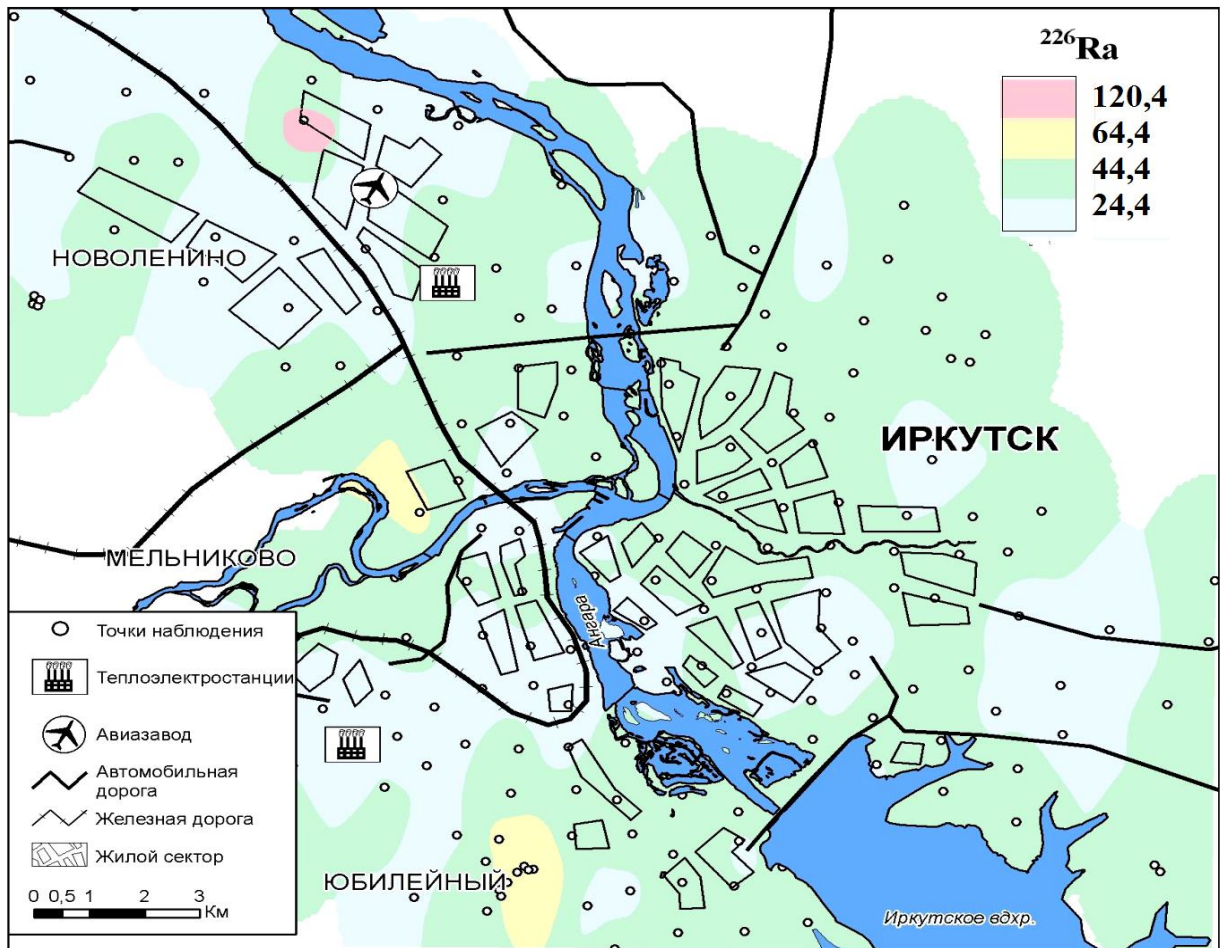 ²²⁶Ra
120,4
64,4
44,4
24,4
НОВОЛЕНИНО
ИРКУТСК
МЕЛЬНИКОВО
Ангара
Точки наблюдения
Теплоэлектростанции
Авиазавод
Автомобильная
дорога
Железная дорога
Жилой сектор
0 0,5 1 2 3
Км
ЮБИЛЕЙНЫЙ
Иркутское вдхр.